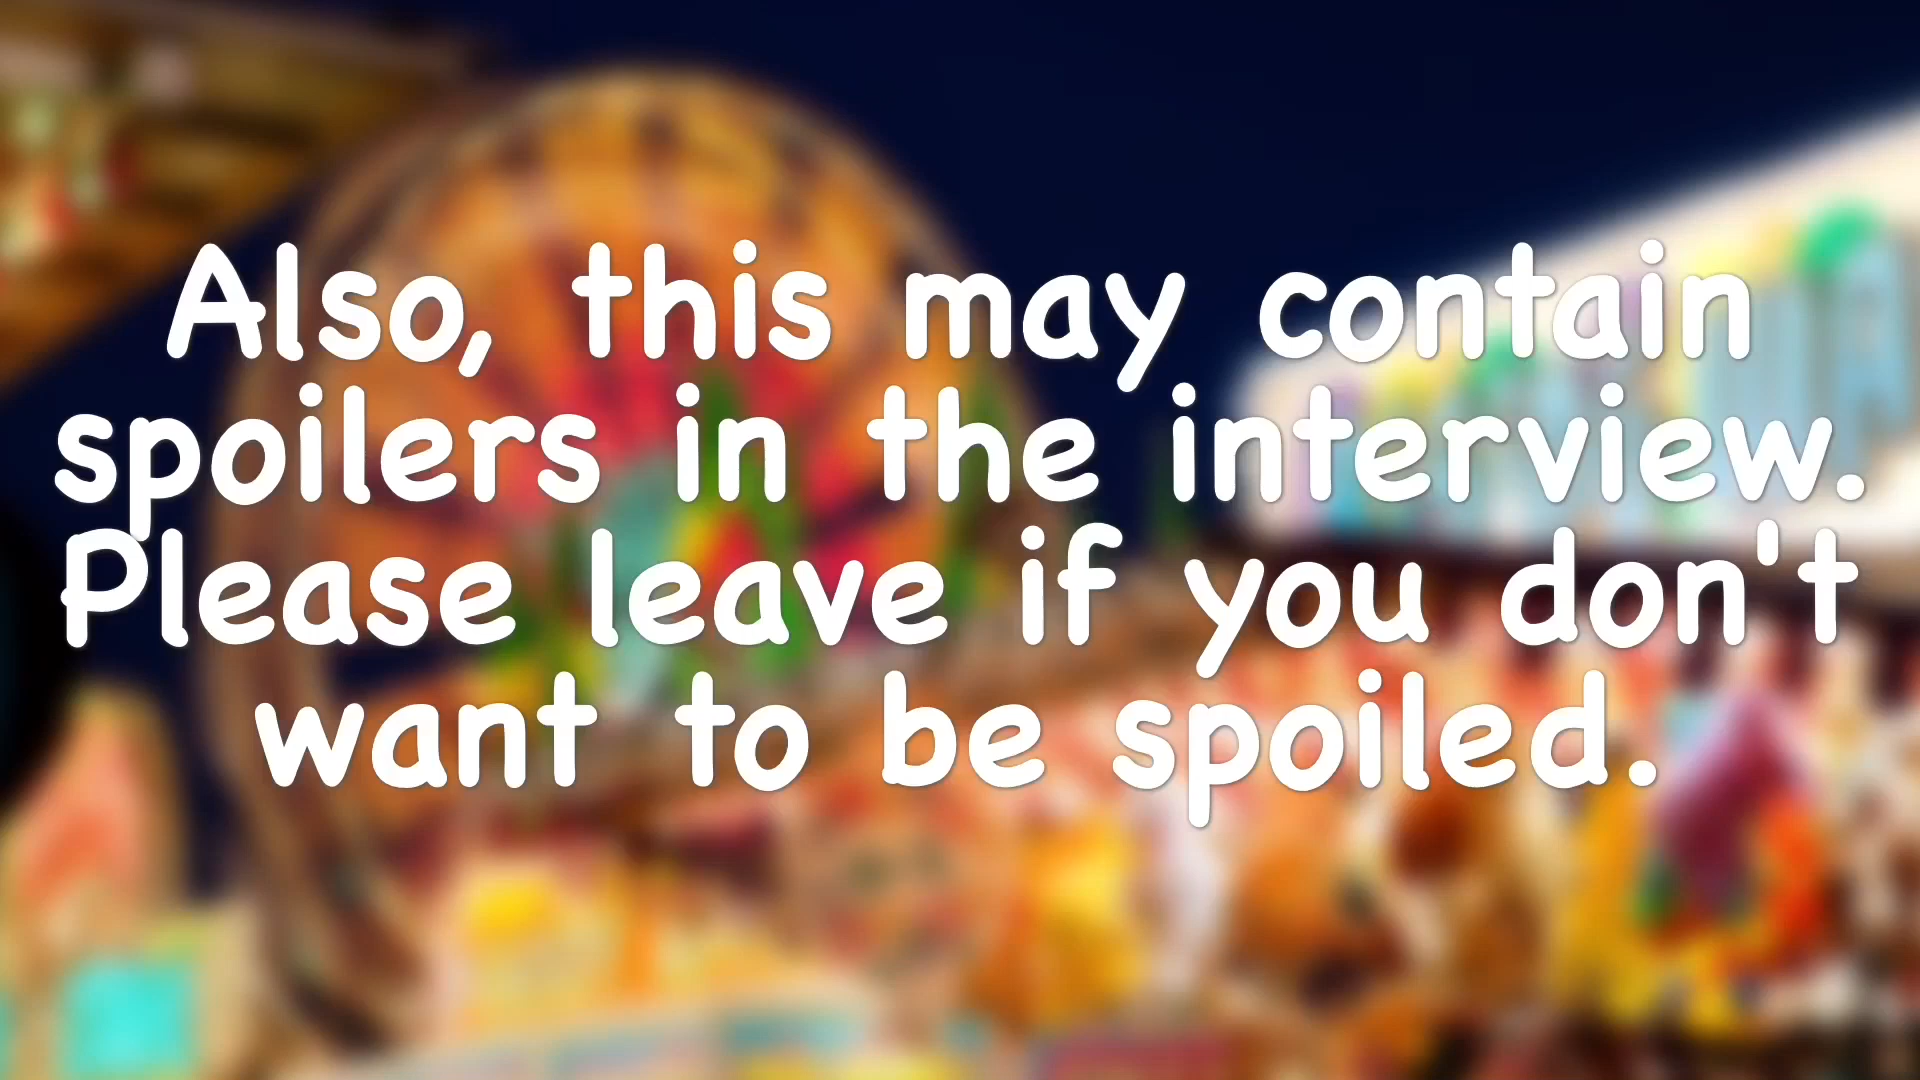 Also, this may contain
spoilers in the interview.
Please leave if you don't
want to be spoiled.